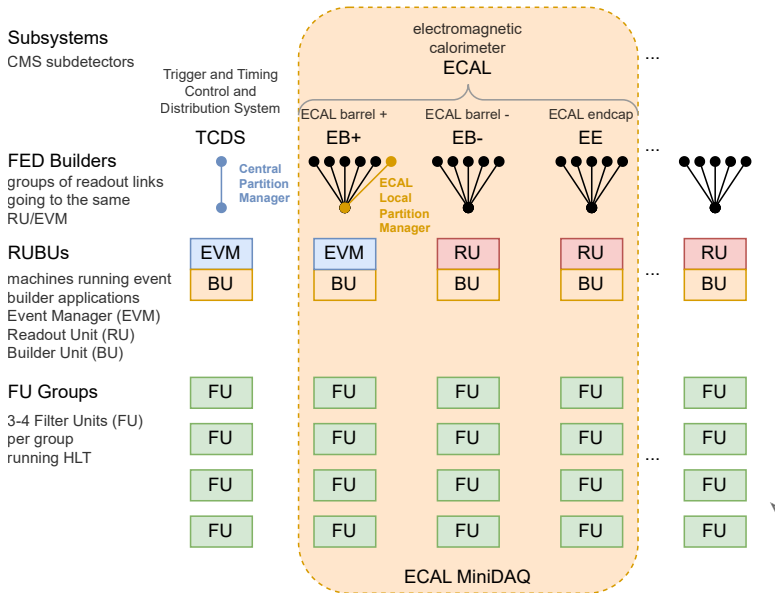 Subsystems
CMS subdetectors
electromagnetic
calorimeter
ECAL
...
Trigger and Timing
Control and
Distribution System
TCDS
ECAL barrel +
EB+
ECAL barrel -
EB-
ECAL endcap
EE
...
FED Builders
groups of readout links
going to the same
RU/EVM
Central
Partition
Manager
ECAL
Local
Partition
Manager
RUBUs
machines running event
builder applications
Event Manager (EVM)
Readout Unit (RU)
Builder Unit (BU)
EVM EVM RU RU RU
BU BU BU BU ... BU
FU Groups
3-4 Filter Units (FU)
per group
running HLT
FU FU FU FU FU
FU FU FU FU FU
...
FU FU FU FU FU
FU FU FU FU FU
ECAL MiniDAQ